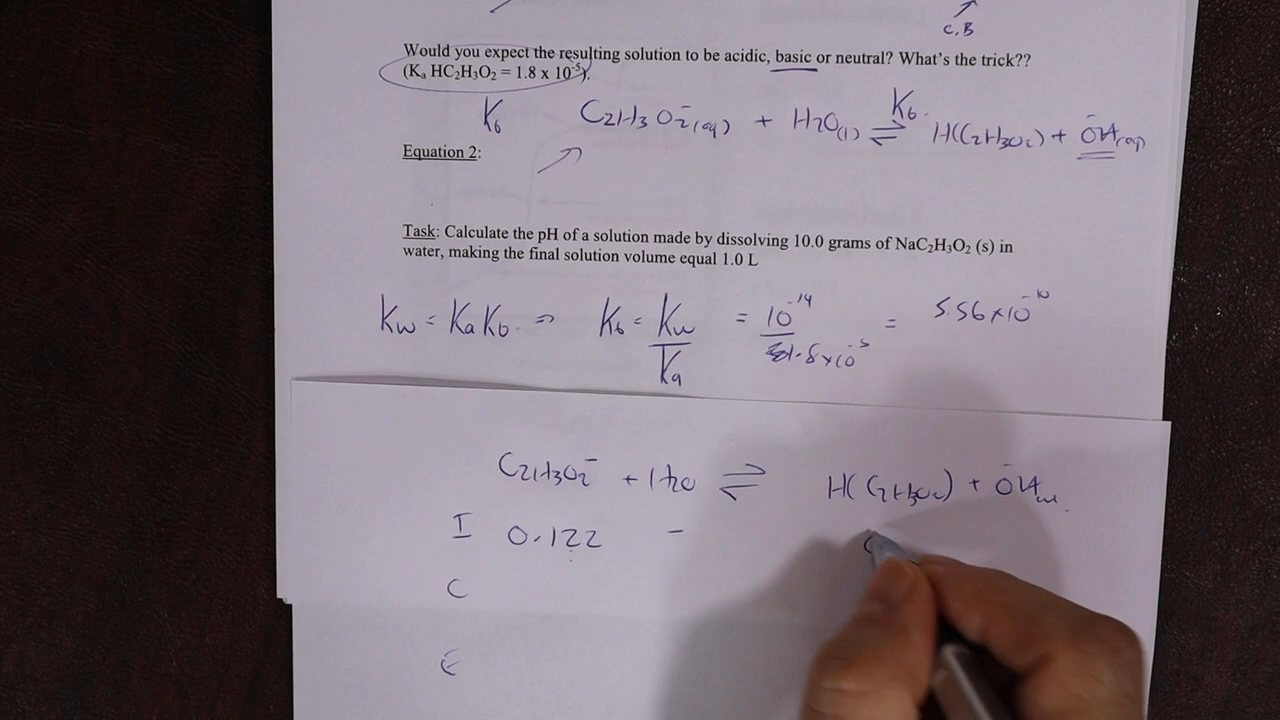 C,B
Would you expect the resulting solution to be acidic, basic or neutral? What's the trick??
(Ka HC2H3O2 = 1.8 x 10^-5).
Kb C2H3O2^-(aq) + H2O(l) ⇌ Kb. HC2H3O2) + OH^-(aq)
Equation 2:
Task: Calculate the pH of a solution made by dissolving 10.0 grams of NaC2H3O2 (s) in
water, making the final solution volume equal 1.0 L
Kw = KaKb ⇒ Kb = Kw/Ka = 10^-14/1.8x10^-5 = 5.56x10^-10
C2H3O2^- + H2O ⇌ H(C2H3O2) + OH^-
I 0.122 -
C
E